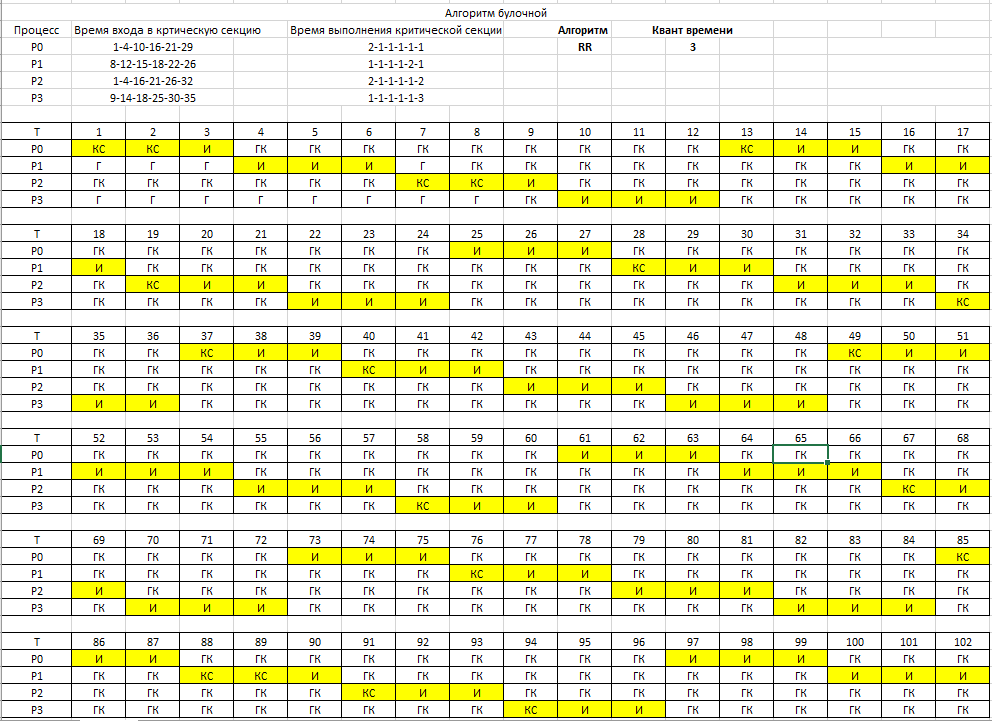 Алгоритм булочной
Процесс Время входа в кртическую секцию Время выполнения критической секции Алгоритм Квант времени
P0 1-4-10-16-21-29 2-1-1-1-1-1 RR 3
P1 8-12-15-18-22-26 1-1-1-1-2-1
P2 1-4-16-21-26-32 2-1-1-1-1-2
P3 9-14-18-25-30-35 1-1-1-1-1-3
T 1 2 3 4 5 6 7 8 9 10 11 12 13 14 15 16 17
P0 КС КС И ГК ГК ГК ГК ГК ГК ГК ГК ГК КС И И ГК ГК
P1 Г Г Г И И И Г ГК ГК ГК ГК ГК ГК ГК ГК И И
P2 ГК ГК ГК ГК ГК ГК КС КС И ГК ГК ГК ГК ГК ГК ГК ГК
P3 Г Г Г Г Г Г Г Г ГК И И И ГК ГК ГК ГК ГК
T 18 19 20 21 22 23 24 25 26 27 28 29 30 31 32 33 34
P0 ГК ГК ГК ГК ГК ГК ГК И И И ГК ГК ГК ГК ГК ГК ГК
P1 И ГК ГК ГК ГК ГК ГК ГК ГК ГК КС И И ГК ГК ГК ГК
P2 ГК КС И И ГК ГК ГК ГК ГК ГК ГК ГК ГК И И И ГК
P3 ГК ГК ГК ГК И И И ГК ГК ГК ГК ГК ГК ГК ГК ГК КС
T 35 36 37 38 39 40 41 42 43 44 45 46 47 48 49 50 51
P0 ГК ГК КС И И ГК ГК ГК ГК ГК ГК ГК ГК ГК КС И И
P1 ГК ГК ГК ГК ГК КС И И ГК ГК ГК ГК ГК ГК ГК ГК ГК
P2 ГК ГК ГК ГК ГК ГК ГК ГК И И И ГК ГК ГК ГК ГК ГК
P3 И И ГК ГК ГК ГК ГК ГК ГК ГК ГК И И И ГК ГК ГК
T 52 53 54 55 56 57 58 59 60 61 62 63 64 65 66 67 68
P0 ГК ГК ГК ГК ГК ГК ГК ГК ГК И И И ГК ГК ГК ГК ГК
P1 И И И ГК ГК ГК ГК ГК ГК ГК ГК ГК И И И ГК ГК
P2 ГК ГК ГК И И И ГК ГК ГК ГК ГК ГК ГК ГК ГК КС И
P3 ГК ГК ГК ГК ГК ГК КС И И ГК ГК ГК ГК ГК ГК ГК ГК
T 69 70 71 72 73 74 75 76 77 78 79 80 81 82 83 84 85
P0 ГК ГК ГК ГК И И И ГК ГК ГК ГК ГК ГК ГК ГК ГК КС
P1 ГК ГК ГК ГК ГК ГК ГК КС И И ГК ГК ГК ГК ГК ГК ГК
P2 И ГК ГК ГК ГК ГК ГК ГК ГК ГК И И И ГК ГК ГК ГК
P3 ГК И И И ГК ГК ГК ГК ГК ГК ГК ГК ГК И И И ГК
T 86 87 88 89 90 91 92 93 94 95 96 97 98 99 100 101 102
P0 И И ГК ГК ГК ГК ГК ГК ГК ГК ГК И И И ГК ГК ГК
P1 ГК ГК КС КС И ГК ГК ГК ГК ГК ГК ГК ГК ГК И И И
P2 ГК ГК ГК ГК ГК КС И И ГК ГК ГК ГК ГК ГК ГК ГК ГК
P3 ГК ГК ГК ГК ГК ГК ГК ГК КС И И ГК ГК ГК ГК ГК ГК